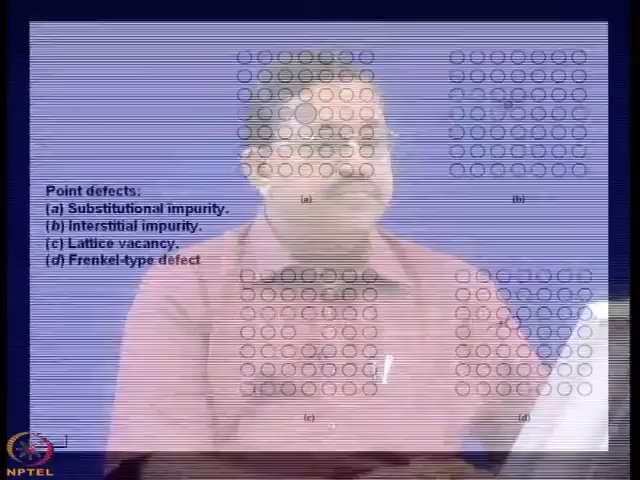 (a)
(b)
Point defects:
(a) Substitutional impurity.
(b) Interstitial impurity.
(c) Lattice vacancy.
(d) Frenkel-type defect
(c)
(d)
NPTEL